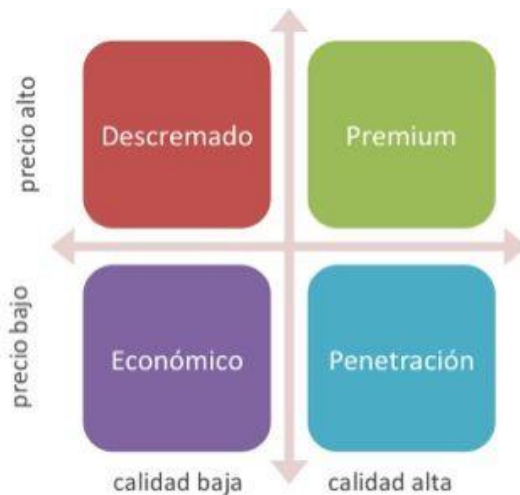 precio alto
Descremado
Premium
precio bajo
Económico
Penetración
calidad baja
calidad alta